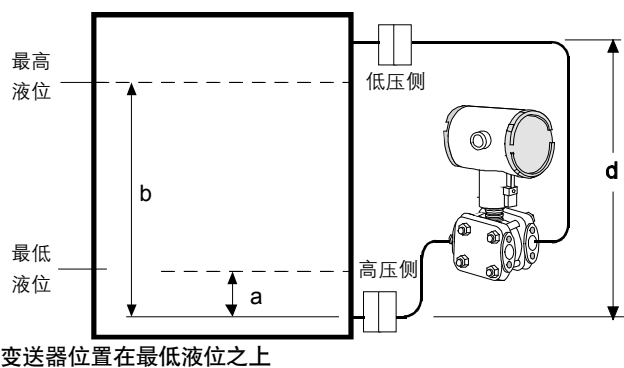 最高
液位
低压侧
b
d
最低
液位
高压侧
a
变送器位置在最低液位之上